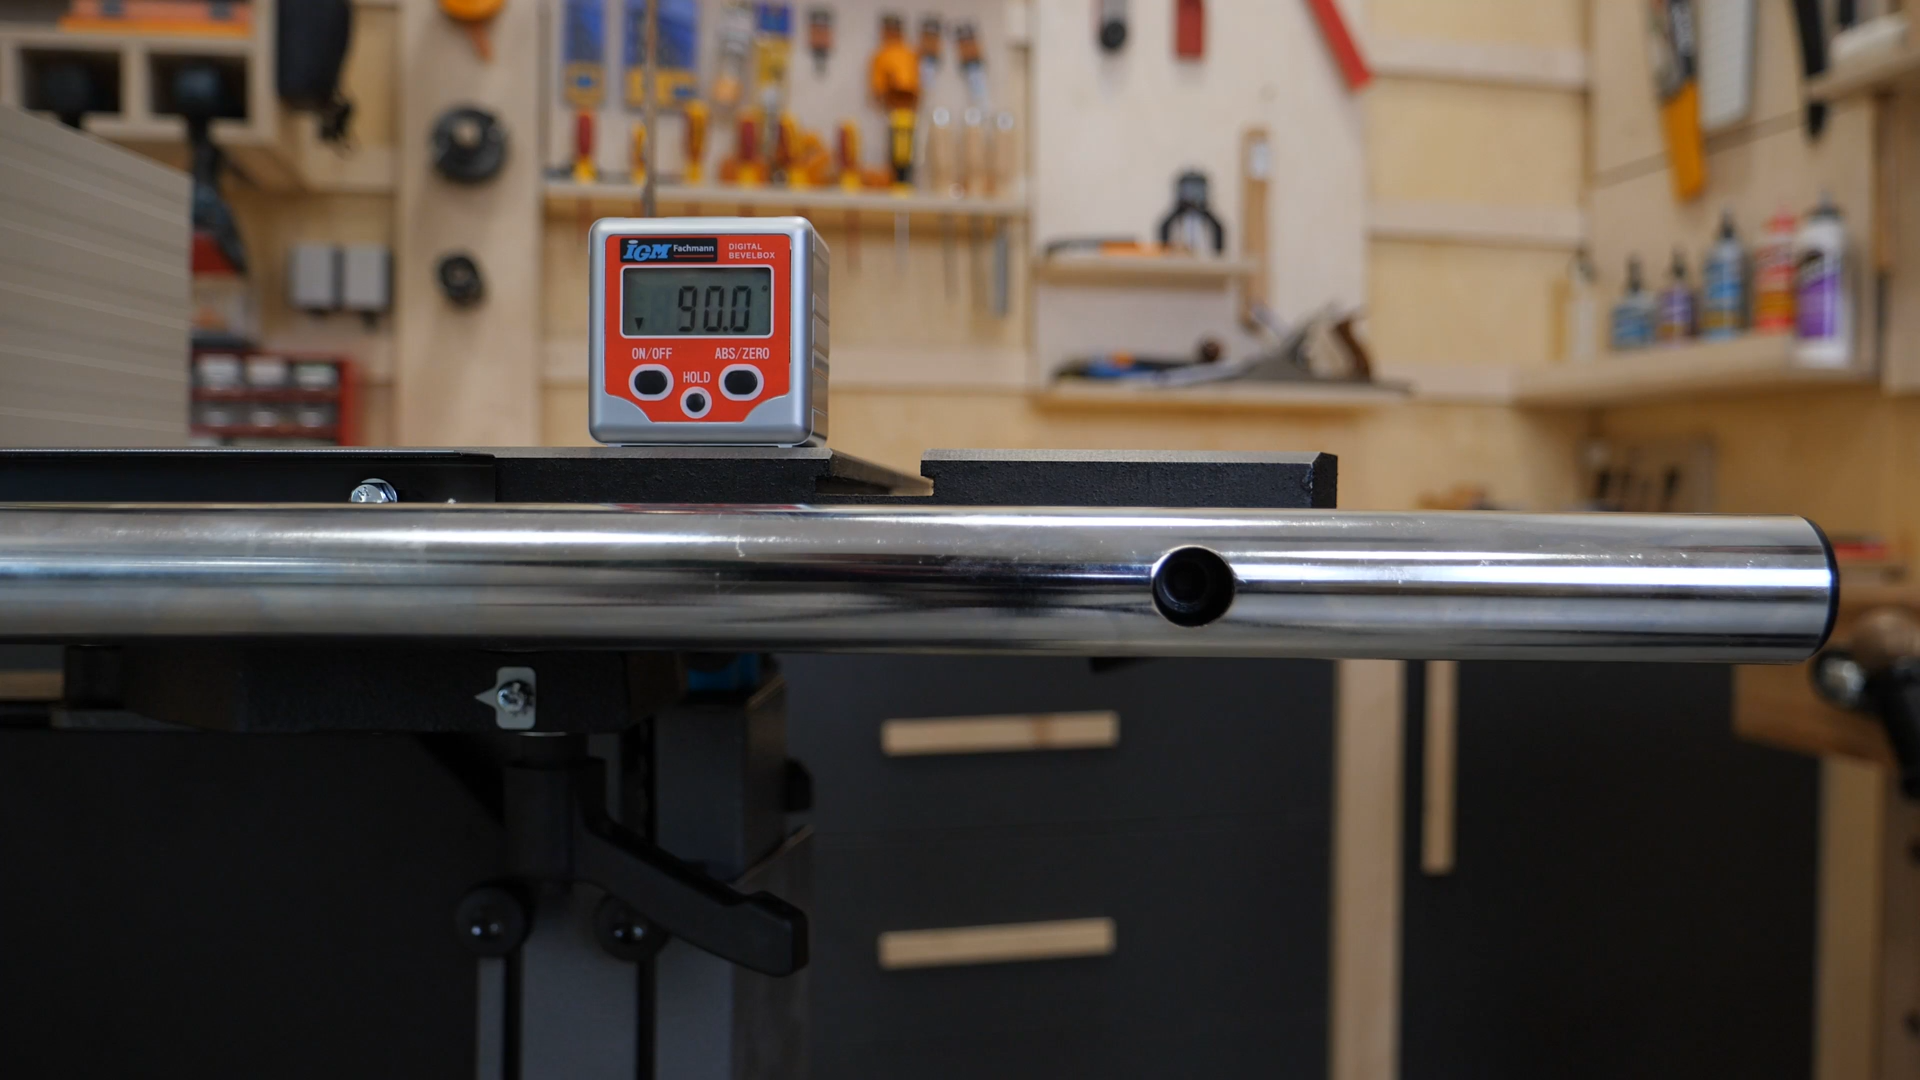 IGM Fachmann
DIGITAL
BEVELBOX
90.0°
ON/OFF
ABS/ZERO
HOLD